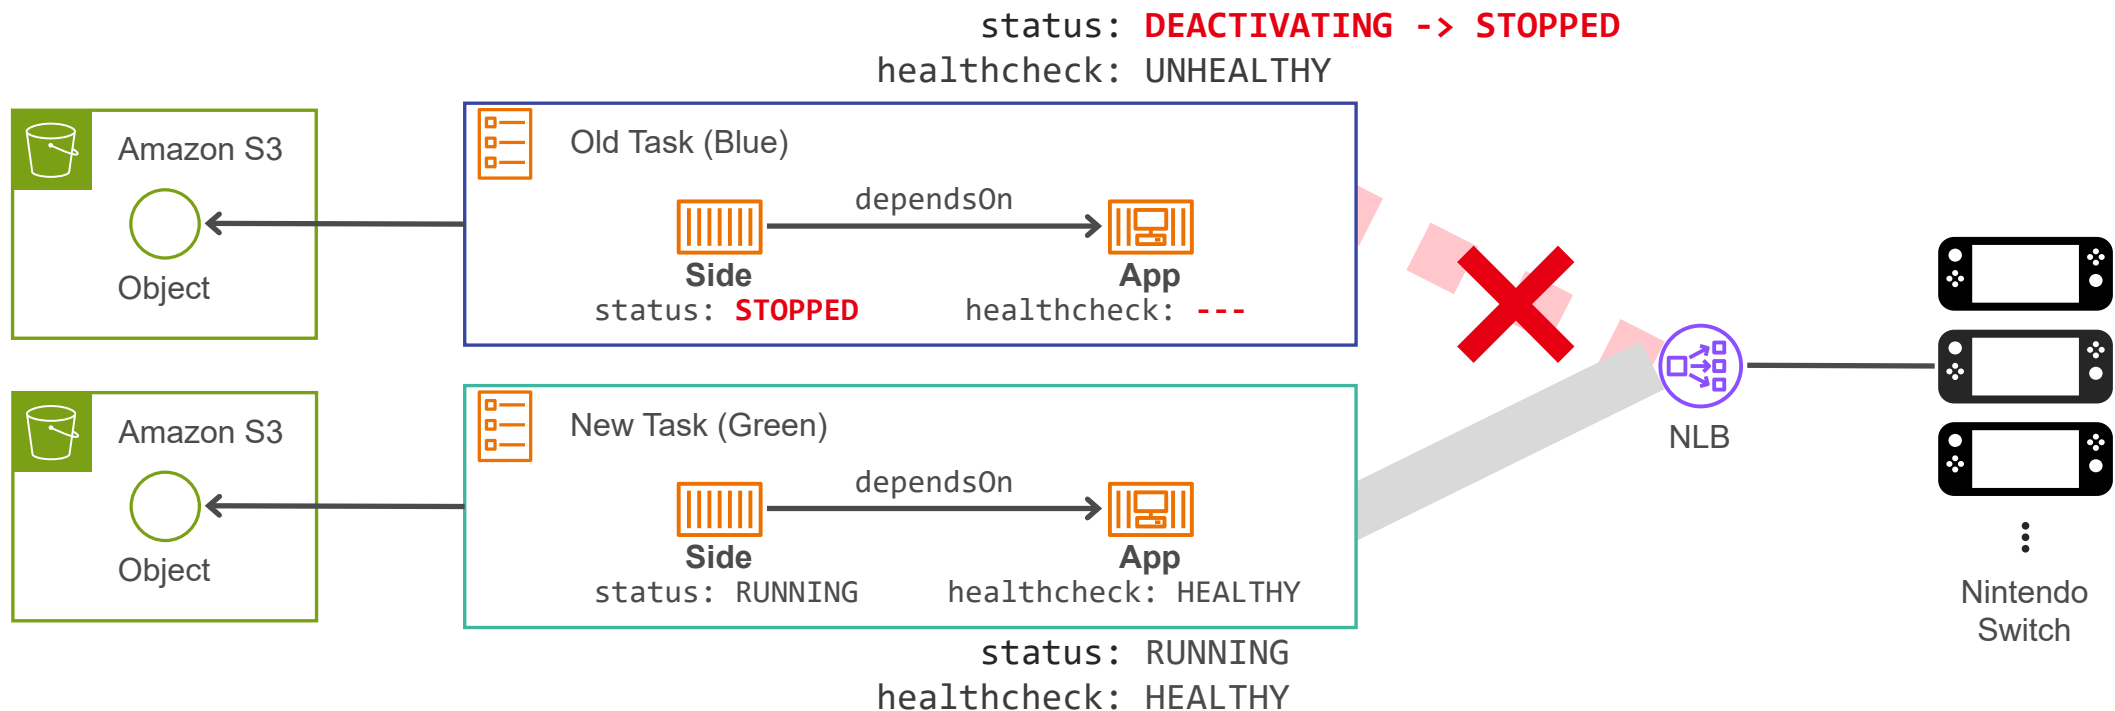 status: DEACTIVATING -> STOPPED
healthcheck: UNHEALTHY
Amazon S3
Object
Old Task (Blue)
dependsOn
Side
App
status: STOPPED
healthcheck: ---
Amazon S3
Object
New Task (Green)
dependsOn
Side
App
status: RUNNING
healthcheck: HEALTHY
status: RUNNING
healthcheck: HEALTHY
NLB
Nintendo
Switch